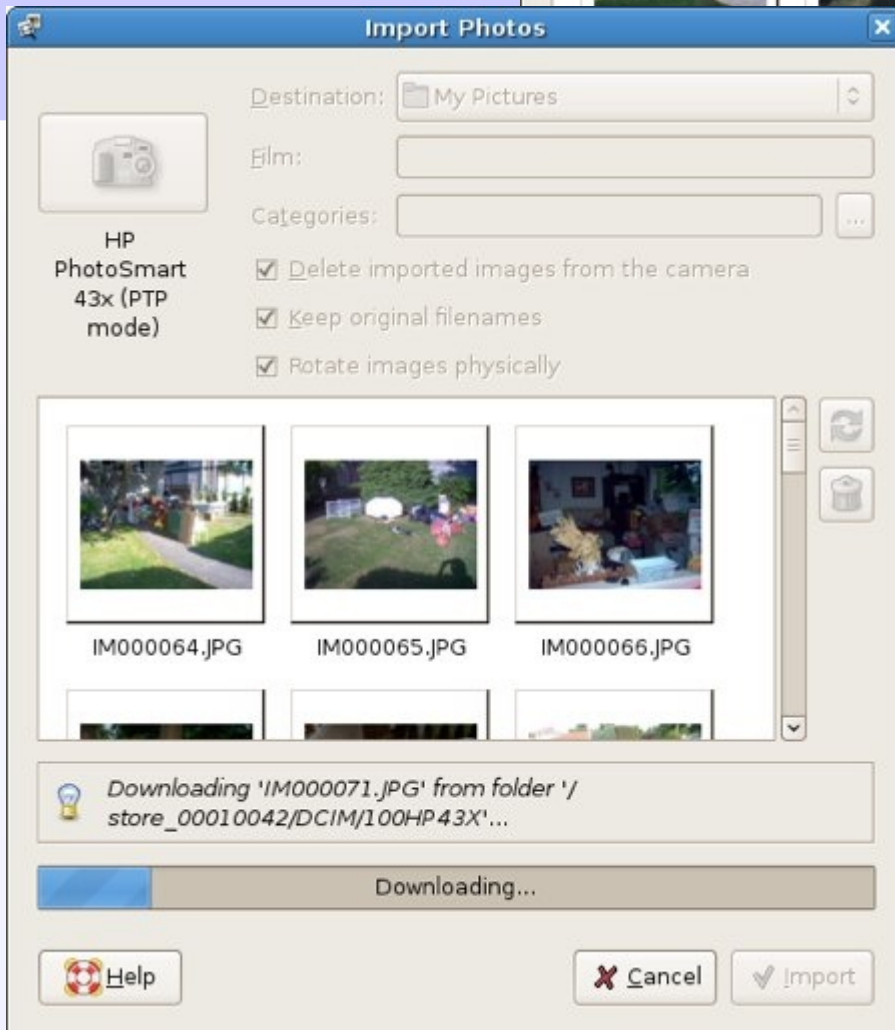 Import Photos
Destination: My Pictures
Film:
Categories: ...
HP
PhotoSmart
43x (PTP
mode)
Delete imported images from the camera
Keep original filenames
Rotate images physically
IM000064.JPG IM000065.JPG IM000066.JPG
Downloading 'IM000071.JPG' from folder '/
store_00010042/DCIM/100HP43X'...
Downloading...
Help Cancel Import